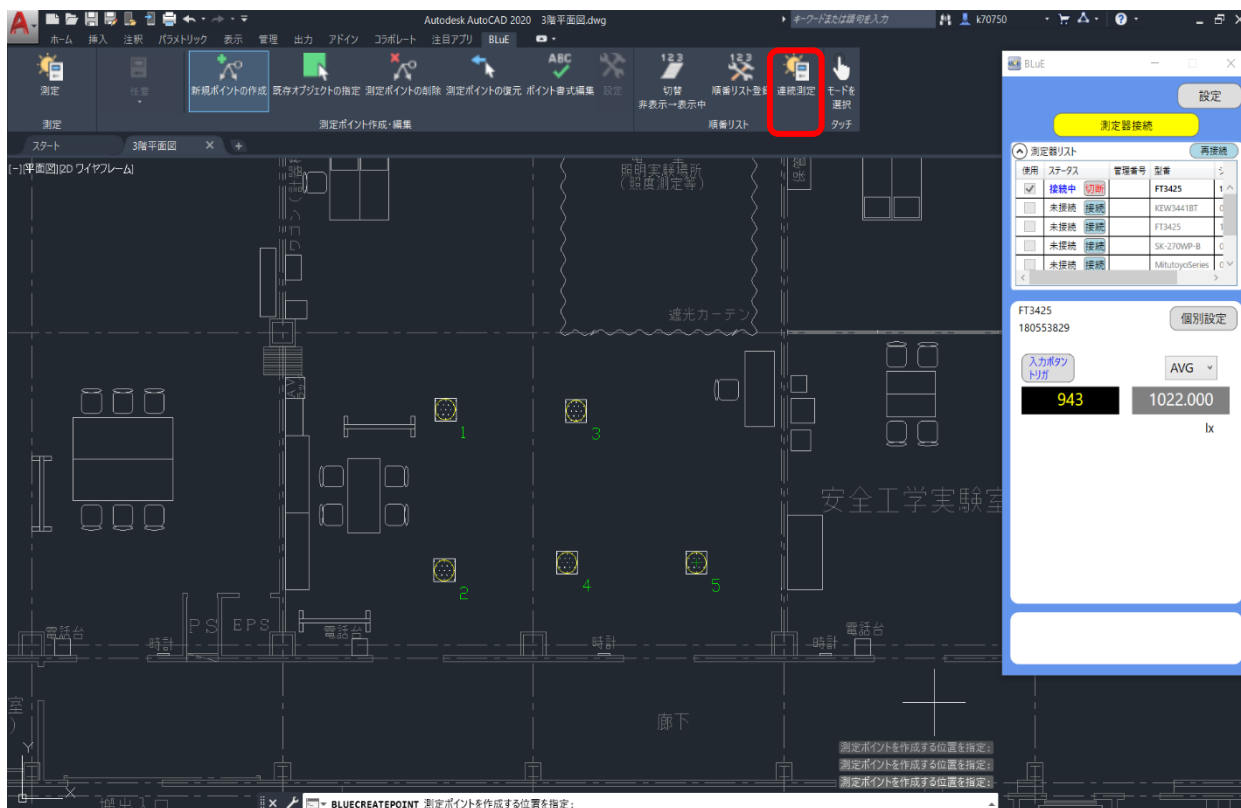 Autodesk AutoCAD 2020 3階平面図.dwg
キーワードまたは語句を入力
k70750
ホーム 挿入 注釈 パラメトリック 表示 管理 出力 アドイン コラボレート 注目アプリ BLuE
測定
任意
新規ポイントの作成
既存オブジェクトの指定
測定ポイントの削除
測定ポイントの復元
ABC
ポイント書式編集
設定
123
切替
非表示→表示中
123
順番リスト登録
連続測定
モードを
選択
測定
測定ポイント作成・編集
順番リスト
タッチ
スタート
3階平面図
[-][平面図][2D ワイヤフレーム]
照明実験場所
(照度測定等)
遮光カーテン
1
3
安全工学実験室
2
4
5
PS
EPS
電話台
時計
電話台
時計
時計
電話台
廊下
搬出入口
Y
X
測定ポイントを作成する位置を指定:
測定ポイントを作成する位置を指定:
測定ポイントを作成する位置を指定:
BLUECREATEPOINT 測定ポイントを作成する位置を指定:
BLuE
設定
測定器接続
測定器リスト
再接続
使用 ステータス 管理番号 型番 シ
接続中 切断 FT3425 1
未接続 接続 KEW3441BT 0
未接続 接続 FT3425 1
未接続 接続 SK-270WP-B 0
未接続 接続 MitutoyoSeries 0
FT3425
180553829
個別設定
入力ボタン
トリガ
AVG
943
1022.000
lx